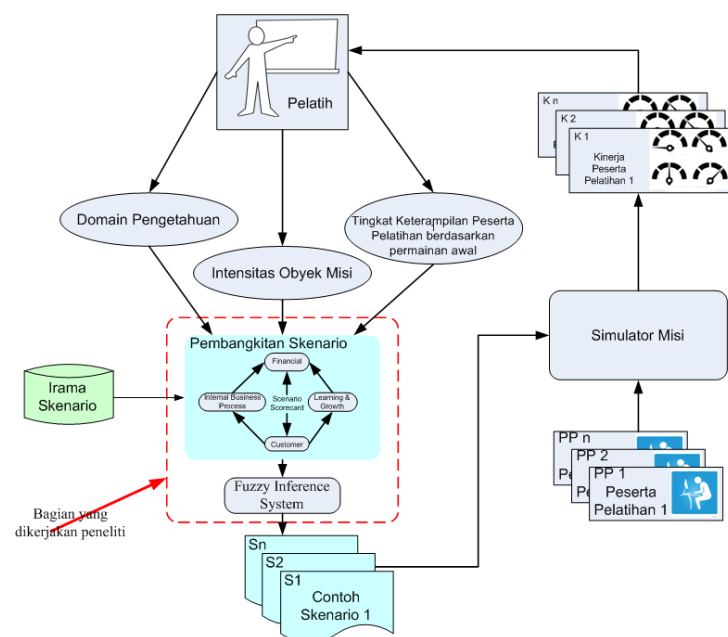 Pelatih
K n
K 2
K 1
Kinerja
Peserta
Pelatihan 1
Domain Pengetahuan
Tingkat Keterampilan Peserta
Pelatihan berdasarkan
permainan awal
Intensitas Obyek Misi
Simulator Misi
Pembangkitan Skenario
Financial
Internal Business
Process
Scenario
Scorecard
Learning &
Growth
Customer
Irama
Skenario
Fuzzy Inference
System
Bagian yang
dikerjakan peneliti
PP n
PP 2
PP 1
Peserta
Pelatihan 1
Sn
S2
S1
Contoh
Skenario 1